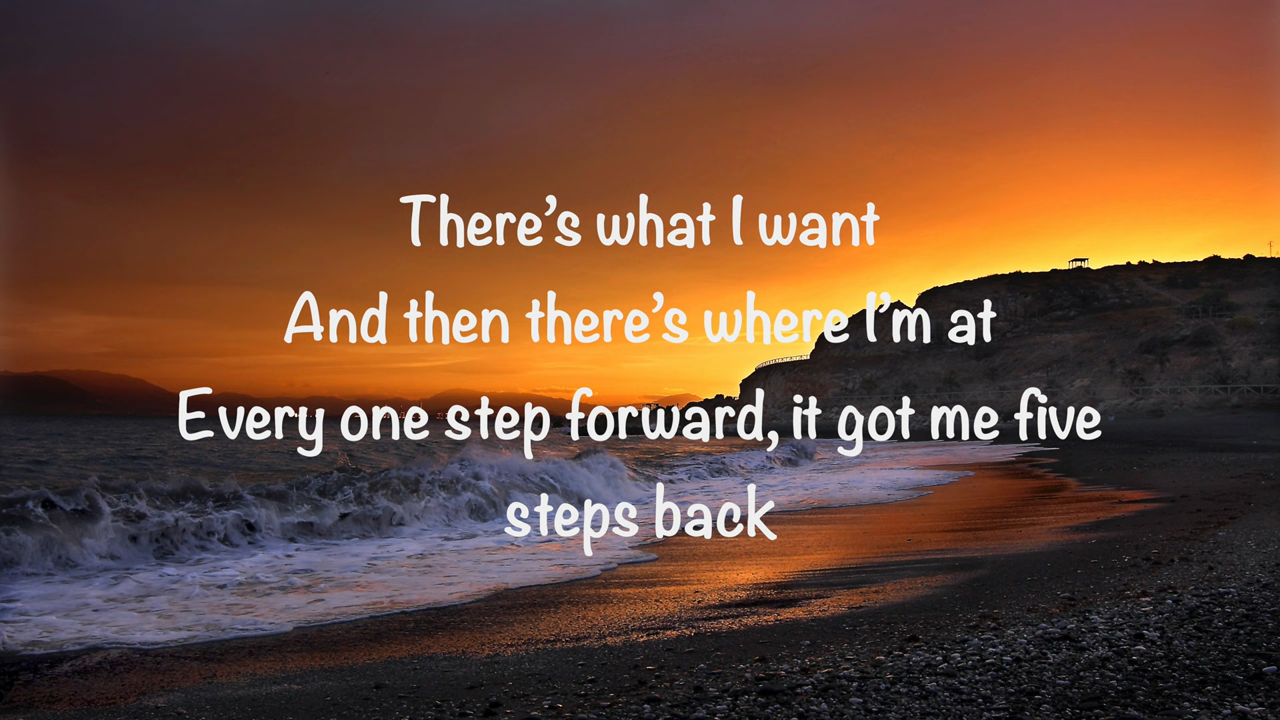 There’s what I want
And then there’s where I’m at
Every one step forward, it got me five
steps back